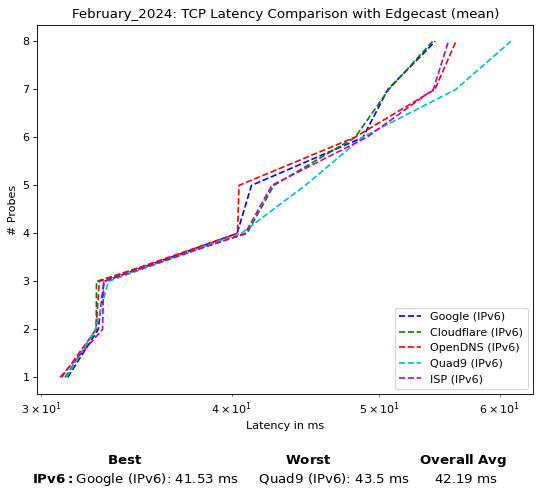 February_2024: TCP Latency Comparison with Edgecast (mean)
8
7
6
5
4
3
2
1
# Probes
Google (IPv6)
Cloudflare (IPv6)
OpenDNS (IPv6)
Quad9 (IPv6)
ISP (IPv6)
3 × 10¹ 4 × 10¹ 5 × 10¹ 6 × 10¹
Latency in ms
Best Worst Overall Avg
IPv6: Google (IPv6): 41.53 ms Quad9 (IPv6): 43.5 ms 42.19 ms